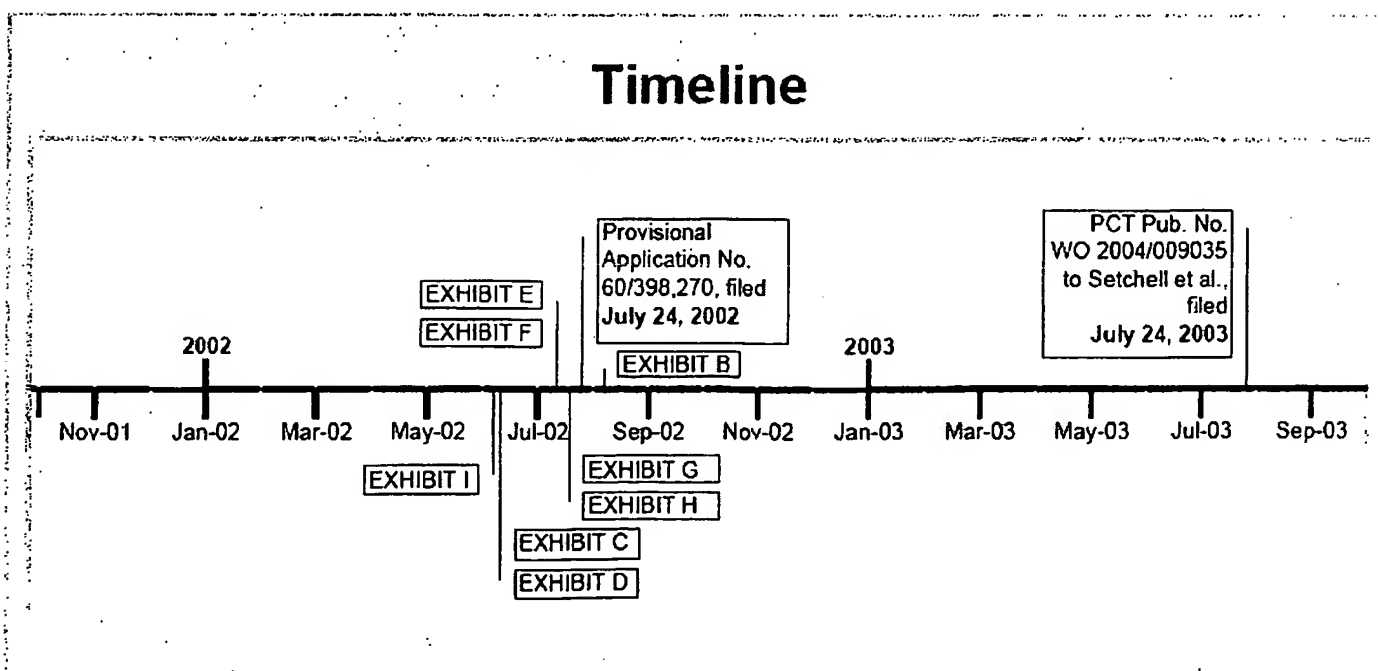 Timeline
Provisional
Application No.
60/398,270, filed
July 24, 2002
PCT Pub. No.
WO 2004/009035
to Setchell et al.,
filed
July 24, 2003
EXHIBIT E
EXHIBIT F
2002
EXHIBIT B
2003
Nov-01 Jan-02 Mar-02 May-02 Jul-02 Sep-02 Nov-02 Jan-03 Mar-03 May-03 Jul-03 Sep-03
EXHIBIT I
EXHIBIT G
EXHIBIT H
EXHIBIT C
EXHIBIT D